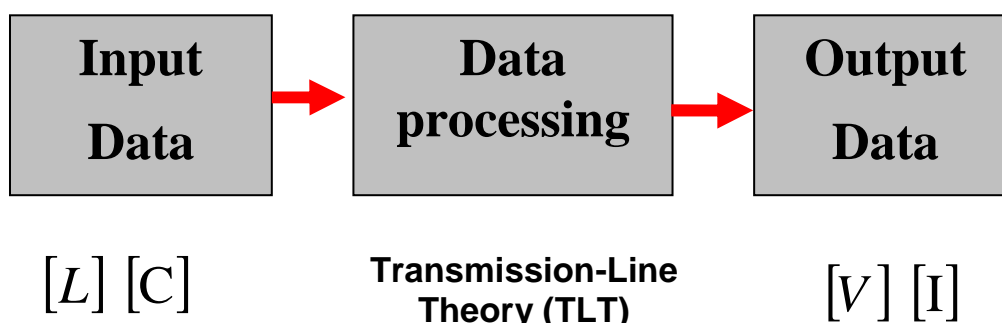 Input
Data
Data
processing
Output
Data
[L] [C]
Transmission-Line
Theory (TLT)
[V] [I]